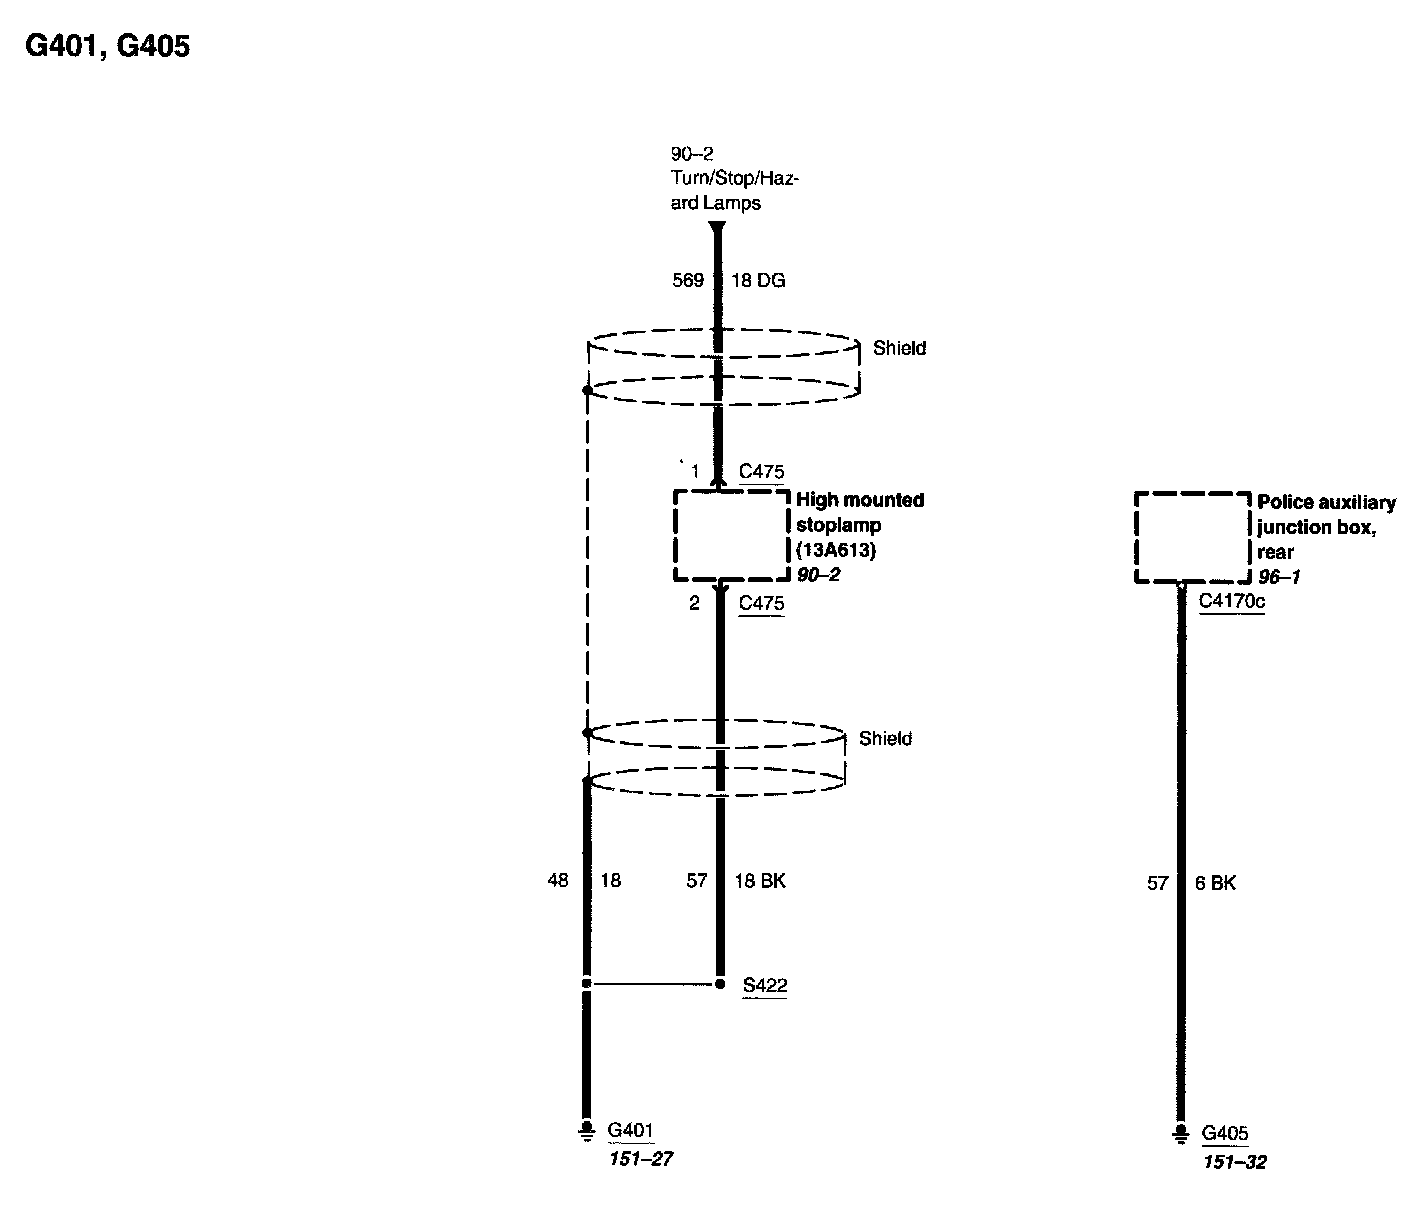 G401, G405
90–2
Turn/Stop/Haz-
ard Lamps
569
18 DG
Shield
1
C475
High mounted
stoplamp
(13A613)
90–2
2
C475
Police auxiliary
junction box,
rear
96–1
C4170c
Shield
48
18
57
18 BK
57
6 BK
S422
G401
151–27
G405
151–32